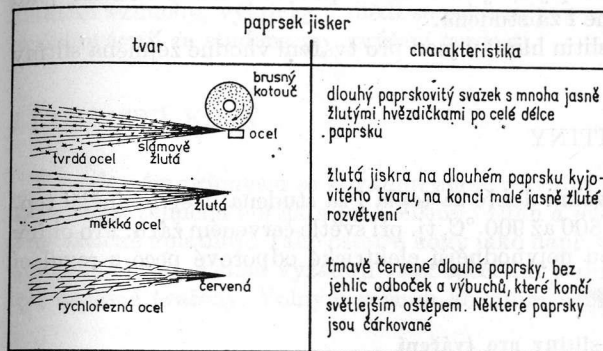 ne i za studena.
paprsek jisker
tvar
charakteristika
brusný
kotouč
ocel
slámově
žlutá
tvrdá ocel
dlouhý paprskovitý svazek s mnoha jasně
žlutými hvězdičkami po celé délce
paprsku
žlutá
měkká ocel
žlutá jiskra na dlouhém paprsku kyjo-
vitého tvaru, na konci malé jasně žluté
rozvětvení
červená
rychlořezná ocel
tmavě červené dlouhé paprsky, bez
jehlic odboček a výbuchů, které končí
světlejším oštěpem. Některé paprsky
jsou čárkované